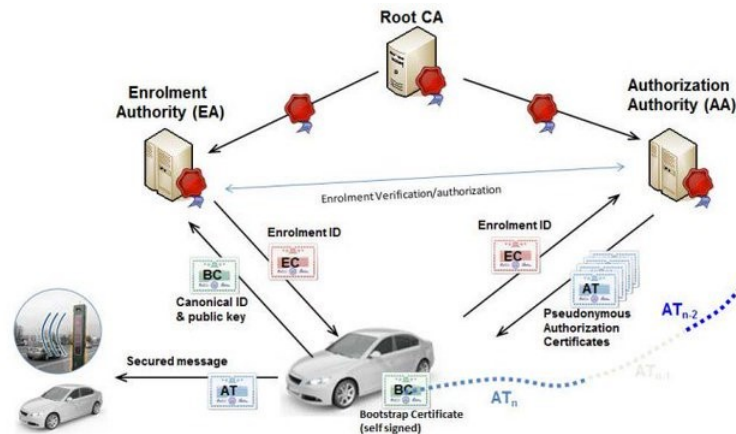 Root CA
Enrolment
Authority (EA)
Authorization
Authority (AA)
Enrolment Verification/authorization
Enrolment ID
EC
Enrolment ID
EC
BC
Canonical ID
& public key
AT
Pseudonymous
Authorization
Certificates
ATn-2
ATn-1
ATn
Secured message
AT
BC
Bootstrap Certificate
(self signed)